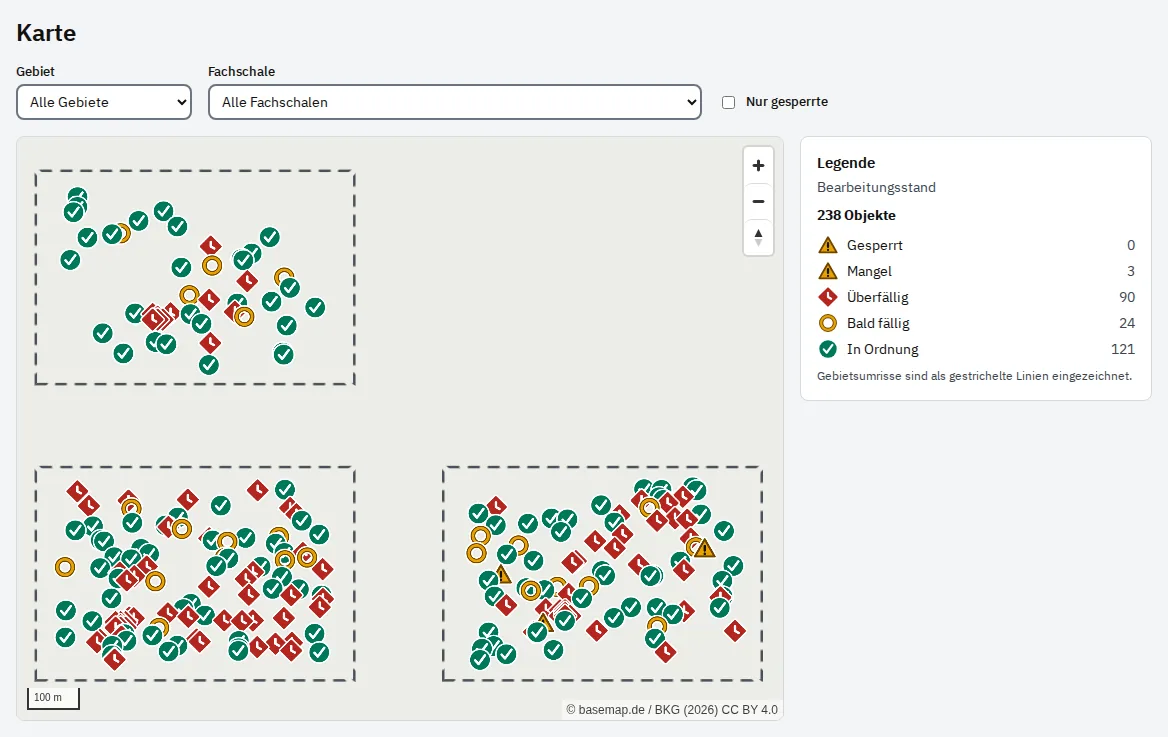 Karte
Gebiet
Fachschale
Alle Gebiete
Alle Fachschalen
Nur gesperrte
Legende
Bearbeitungsstand
238 Objekte
Gesperrt 0
Mangel 3
Überfällig 90
Bald fällig 24
In Ordnung 121
Gebietsumrisse sind als gestrichelte Linien eingezeichnet.
100 m
© basemap.de / BKG (2026) CC BY 4.0